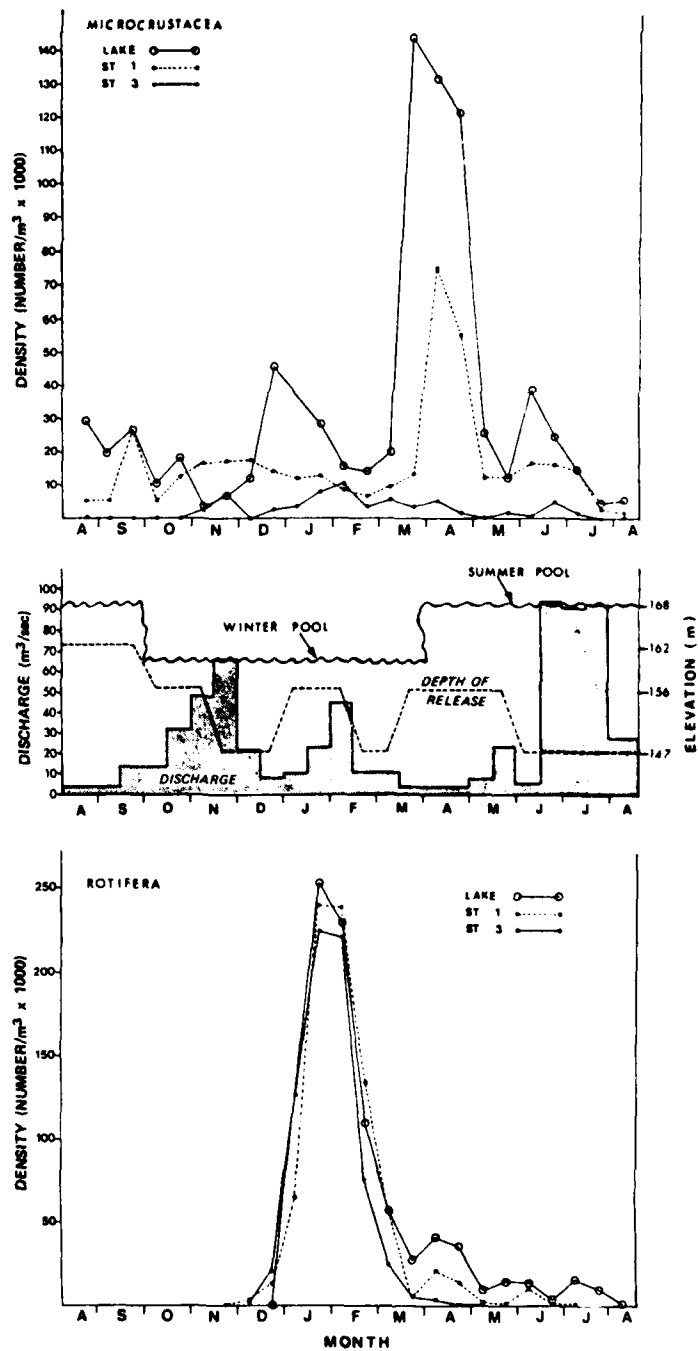 MICROCRUSTACEA
LAKE
ST 1
ST 3
140
130
120
110
100
90
80
70
60
50
40
30
20
10
DENSITY (NUMBER/m³ x 1000)
A S O N D J F M A M J J A
SUMMER POOL
WINTER POOL
DEPTH OF
RELEASE
DISCHARGE
100
90
80
70
60
50
40
30
20
10
0
DISCHARGE (m³/sec)
168
162
156
147
ELEVATION (m)
A S O N D J F M A M J J A
ROTIFERA
LAKE
ST 1
ST 3
250
200
150
100
50
DENSITY (NUMBER/m³ x 1000)
A S O N D J F M A M J J A
MONTH